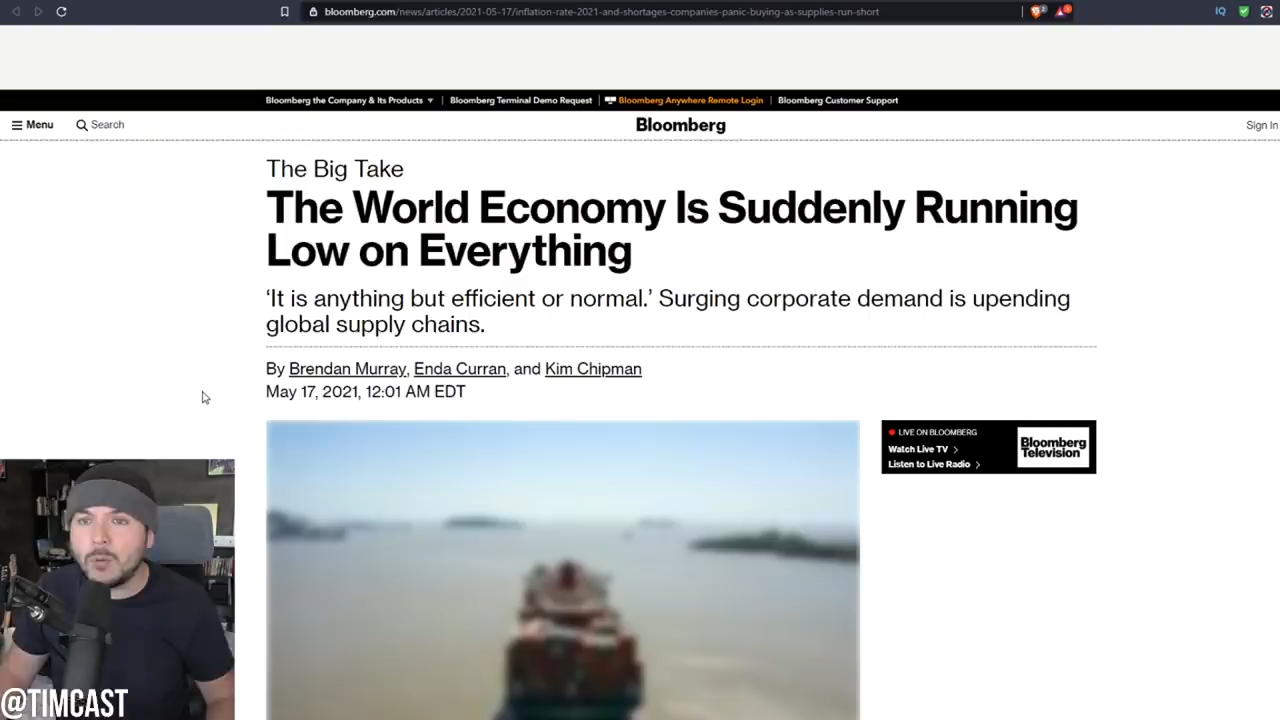 bloomberg.com/news/articles/2021-05-17/inflation-rate-2021-and-shortages-companies-panic-buying-as-supplies-run-short
IQ
Bloomberg the Company & Its Products
Bloomberg Terminal Demo Request
Bloomberg Anywhere Remote Login
Bloomberg Customer Support
Menu
Search
Bloomberg
Sign In
The Big Take
The World Economy Is Suddenly Running
Low on Everything
‘It is anything but efficient or normal.’ Surging corporate demand is upending
global supply chains.
By Brendan Murray, Enda Curran, and Kim Chipman
May 17, 2021, 12:01 AM EDT
LIVE ON BLOOMBERG
Watch Live TV
Listen to Live Radio
Bloomberg
Television
@TIMCAST